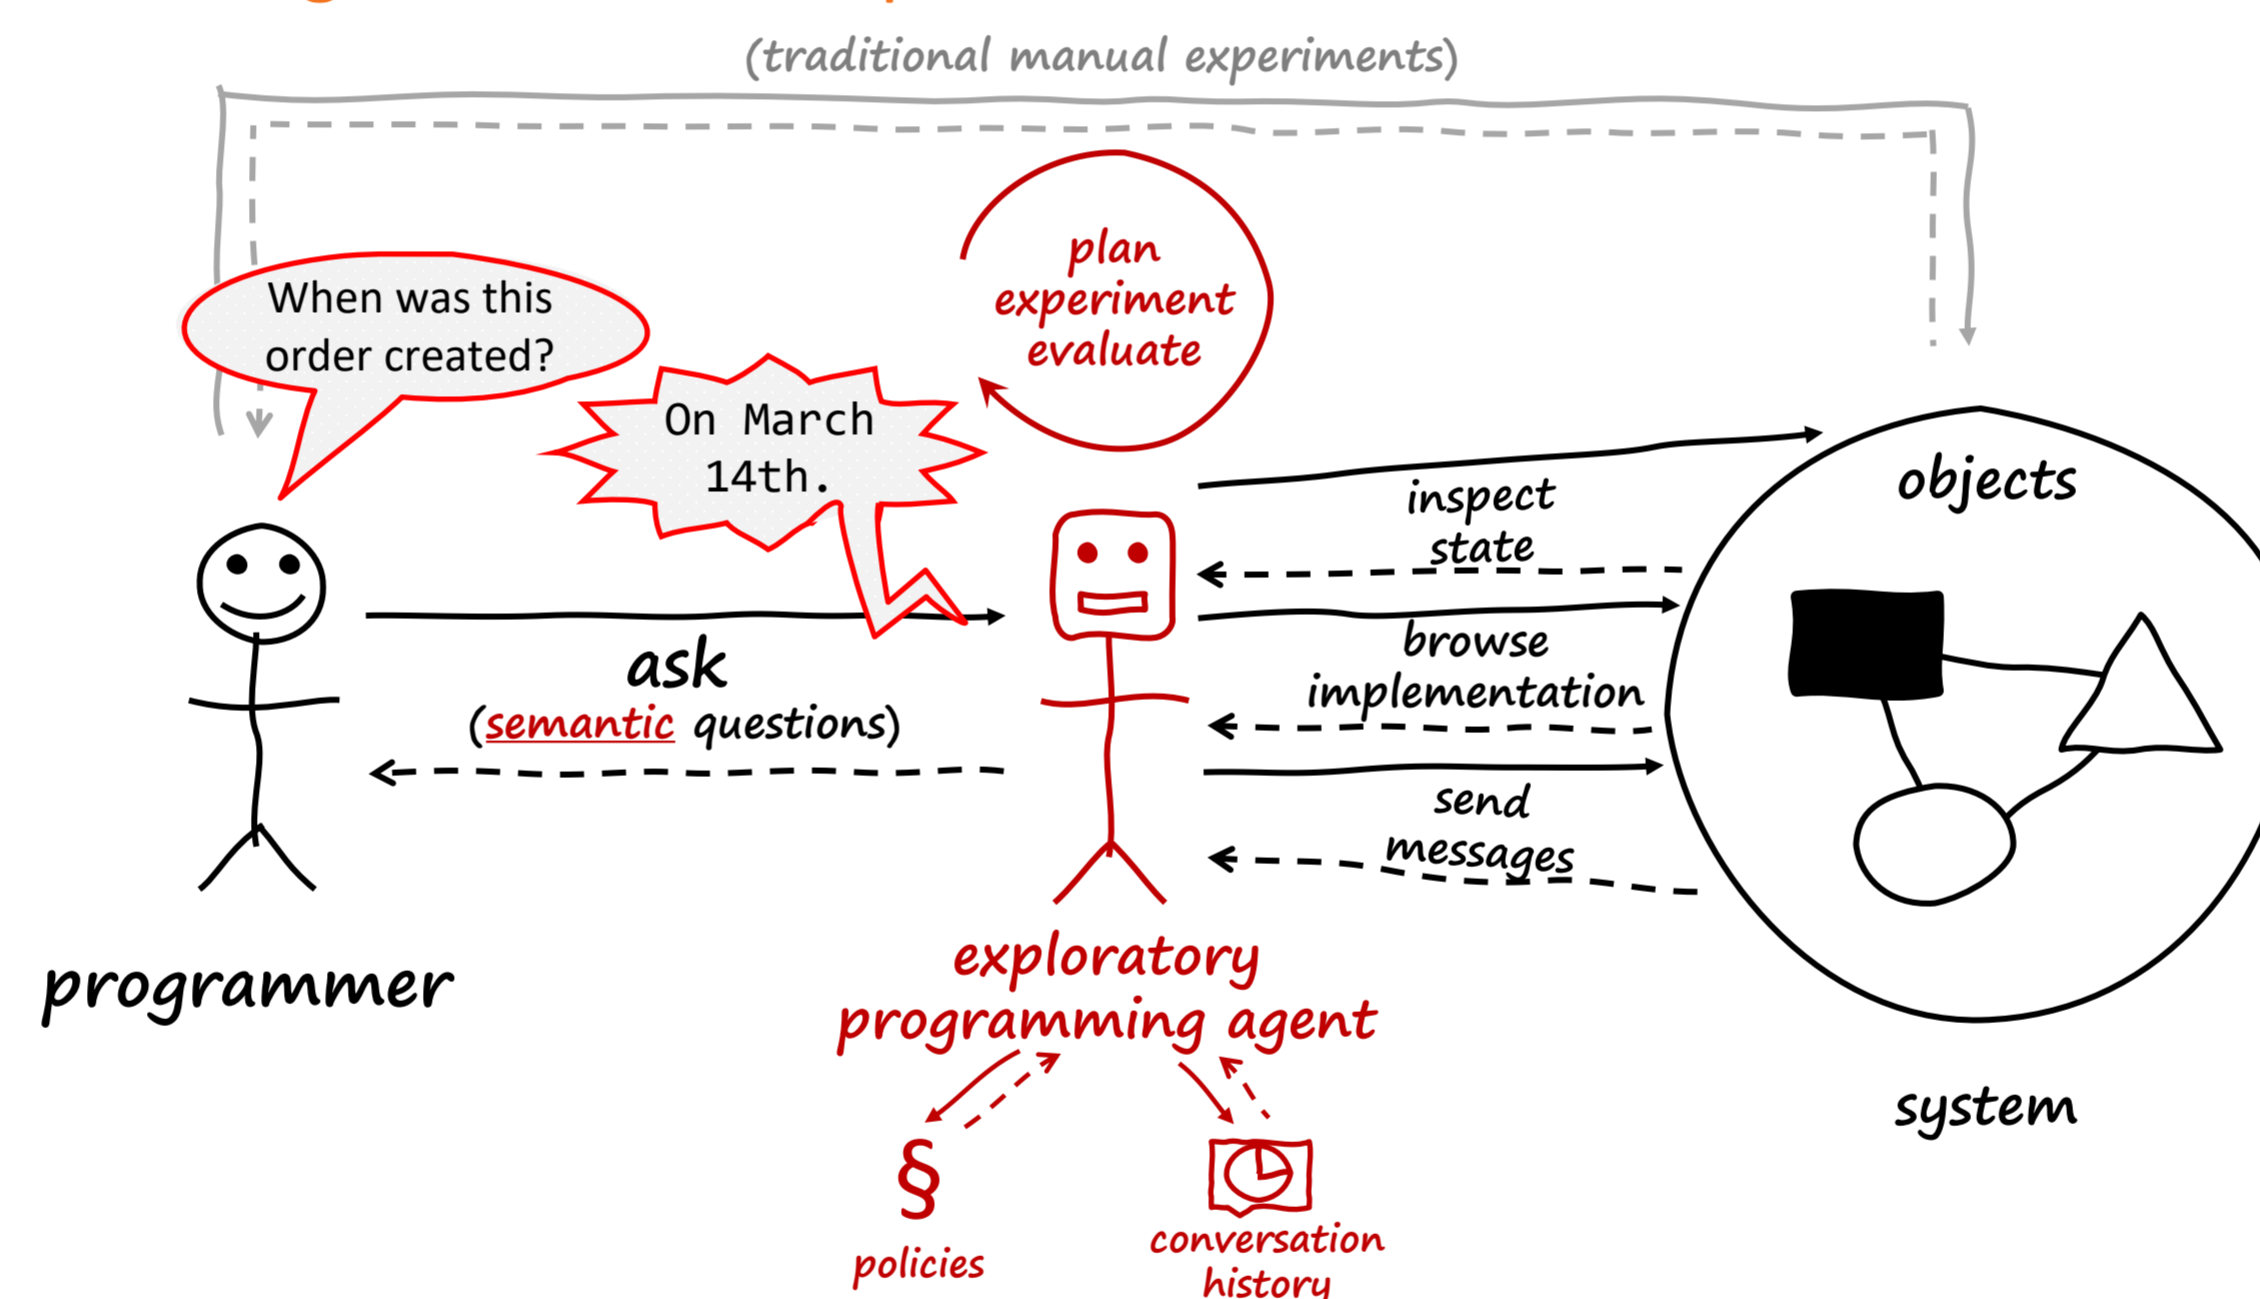 (traditional manual experiments)
When was this
order created?
plan
experiment
evaluate
On March
14th.
inspect
state
objects
browse
implementation
ask
(semantic questions)
send
messages
programmer
exploratory
programming agent
system
§
policies
conversation
history